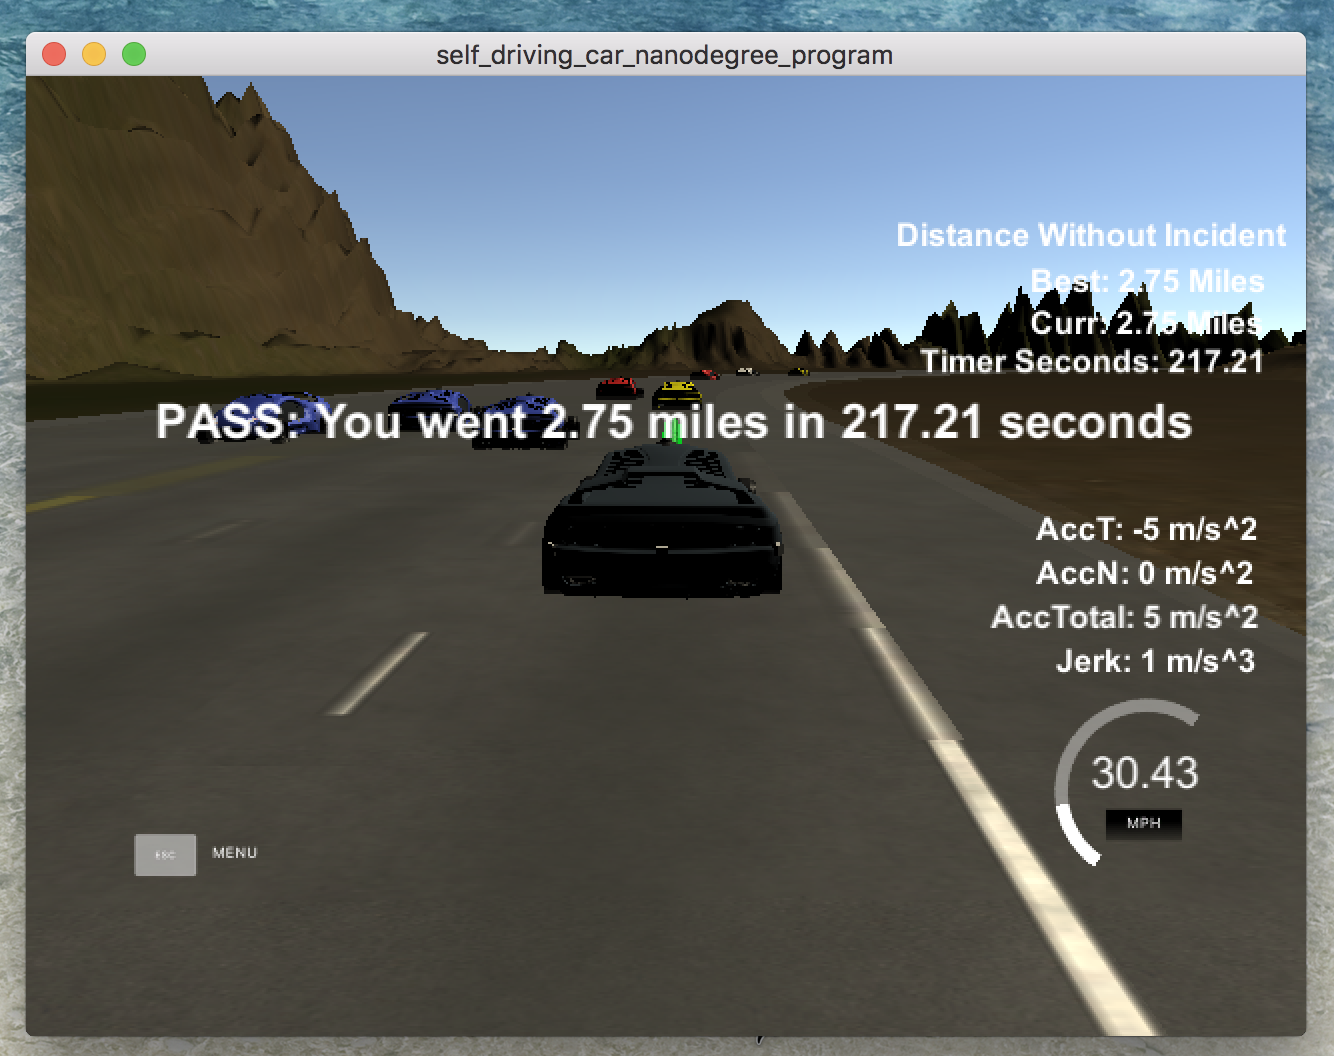 self_driving_car_nanodegree_program
Distance Without Incident
Best: 2.75 Miles
Curr: 2.75 Miles
Timer Seconds: 217.21
PASS: You went 2.75 miles in 217.21 seconds
AccT: -5 m/s^2
AccN: 0 m/s^2
AccTotal: 5 m/s^2
Jerk: 1 m/s^3
30.43
MPH
ESC MENU